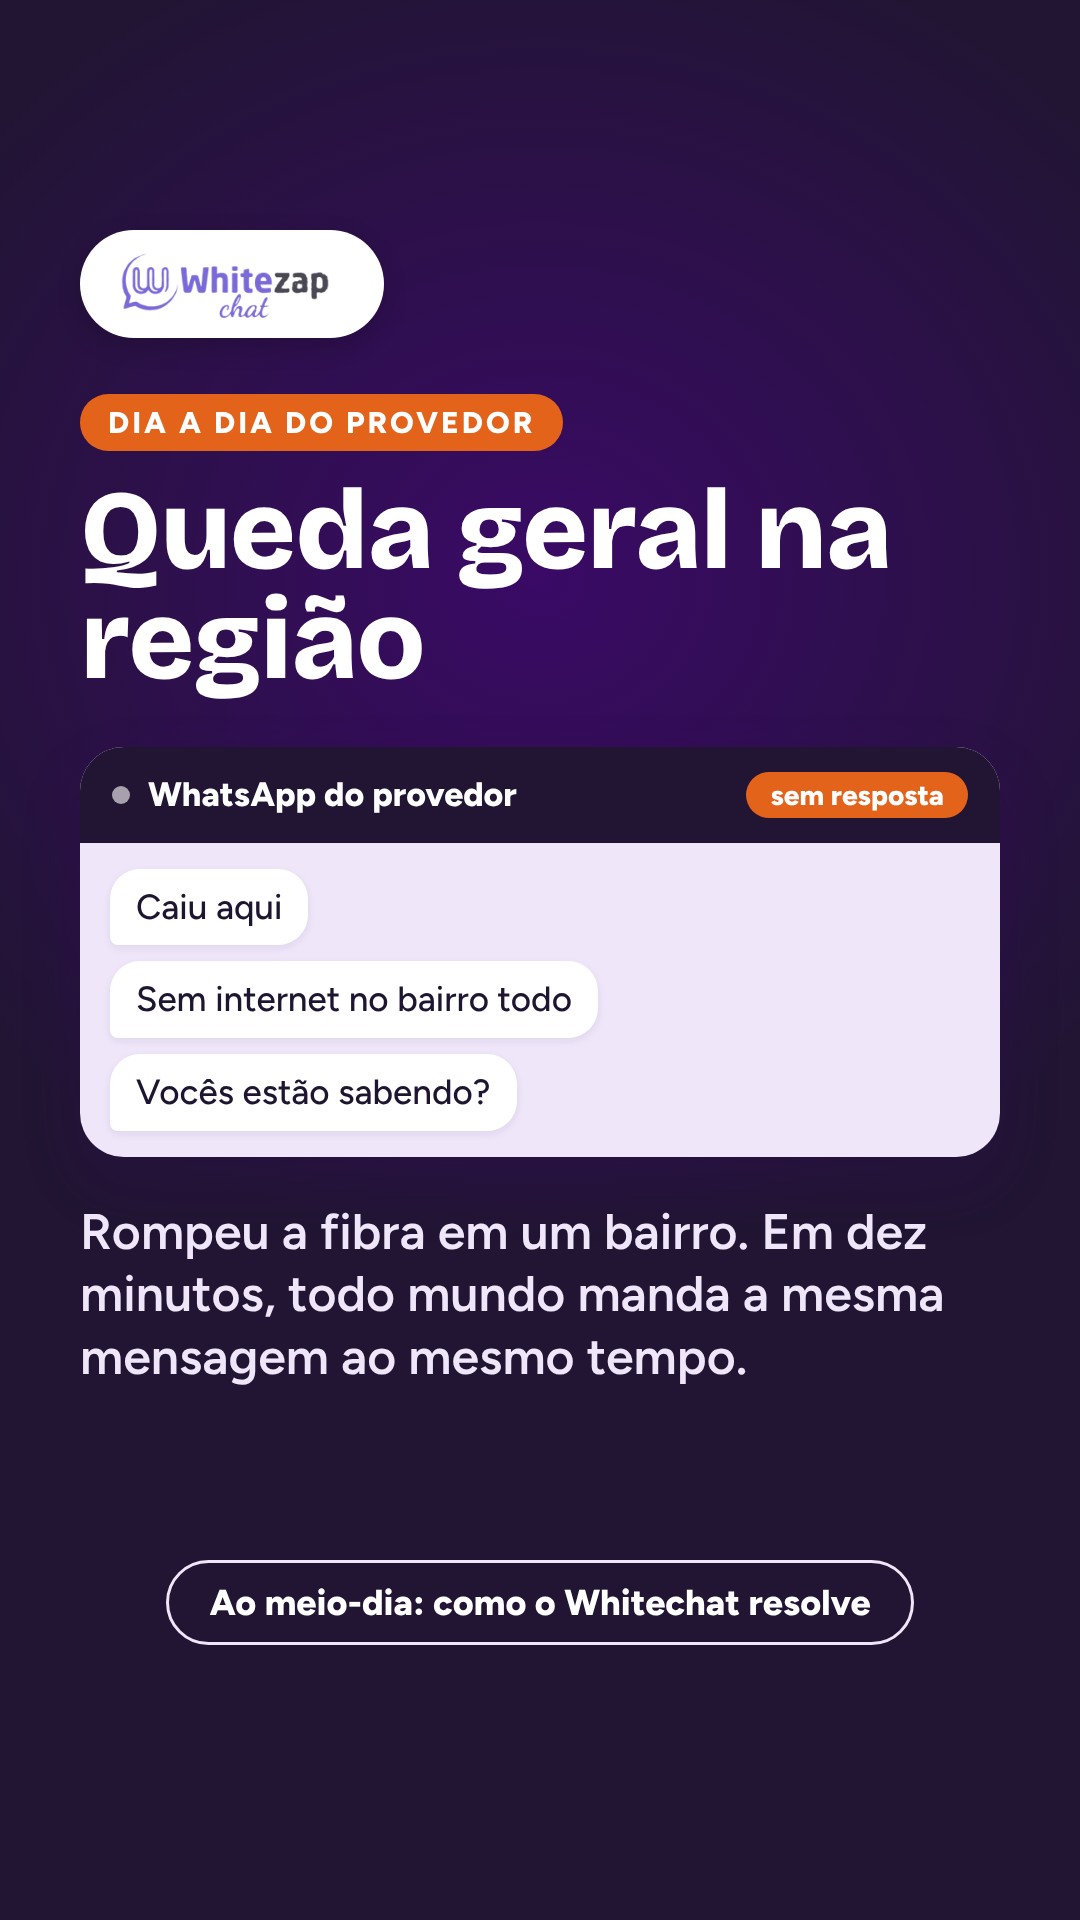 Whitezap
chat
DIA A DIA DO PROVEDOR
Queda geral na
região
WhatsApp do provedor
sem resposta
Caiu aqui
Sem internet no bairro todo
Vocês estão sabendo?
Rompeu a fibra em um bairro. Em dez
minutos, todo mundo manda a mesma
mensagem ao mesmo tempo.
Ao meio-dia: como o Whitechat resolve